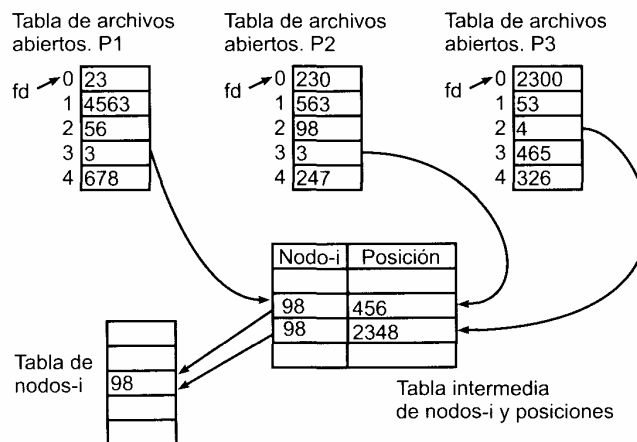 Tabla de archivos
abiertos. P1
fd
0 23
1 4563
2 56
3 3
4 678
Tabla de archivos
abiertos. P2
fd
0 230
1 563
2 98
3 3
4 247
Tabla de archivos
abiertos. P3
fd
0 2300
1 53
2 4
3 465
4 326
Nodo-i Posición
98 456
98 2348
Tabla intermedia
de nodos-i y posiciones
Tabla de
nodos-i
98